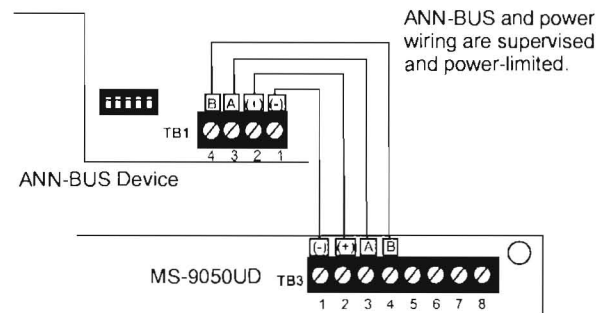 ANN-BUS and power
wiring are supervised
and power-limited.
B A (+) (-)
TB1
4 3 2 1
ANN-BUS Device
(-) (+) A B
MS-9050UD TB3
1 2 3 4 5 6 7 8